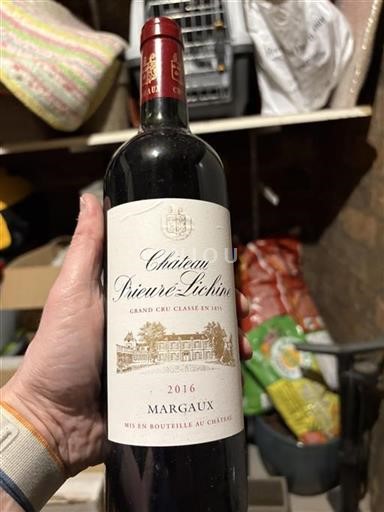 Château
Prieuré-Lichine
GRAND CRU CLASSÉ EN 1855
2016
MARGAUX
MIS EN BOUTEILLE AU CHÂTEAU